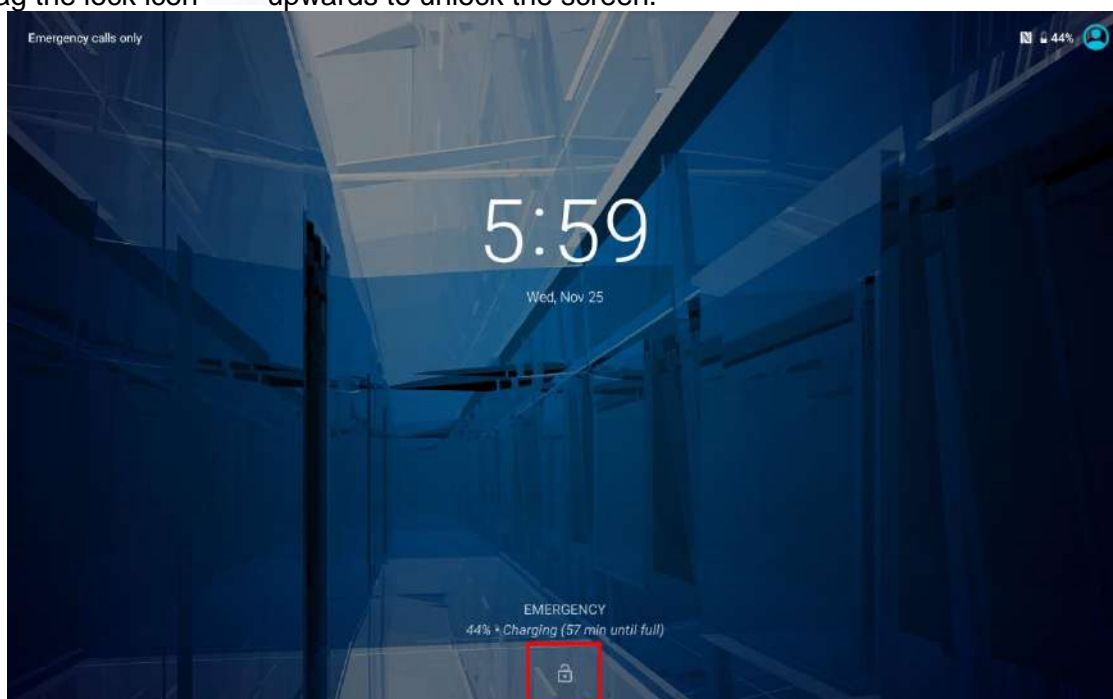 ag the lock icon upwards to unlock the screen.
Emergency calls only
44%
5:59
Wed, Nov 25
EMERGENCY
44% • Charging (57 min until full)